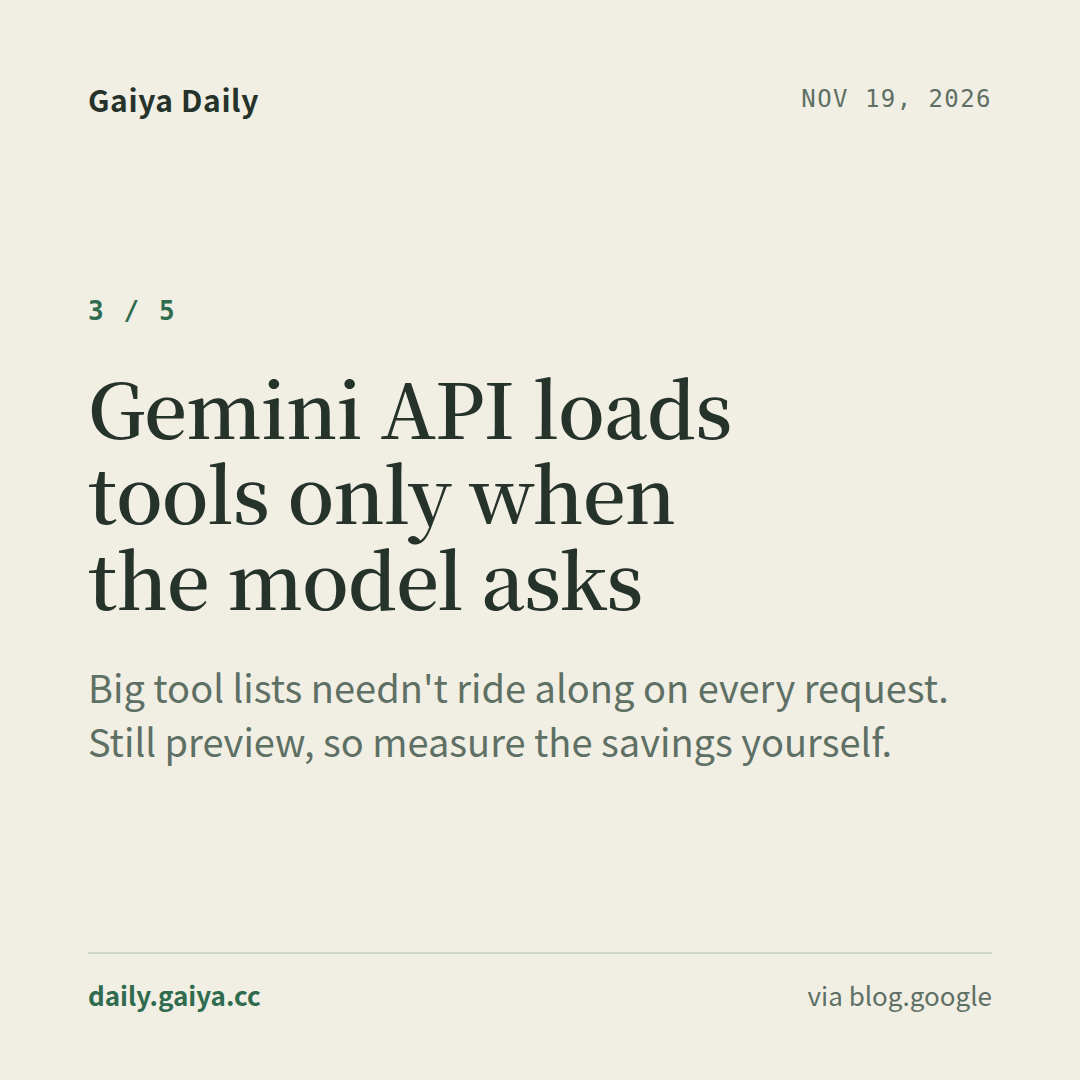 Gaiya Daily
NOV 19, 2026
3 / 5
Gemini API loads
tools only when
the model asks
Big tool lists needn't ride along on every request.
Still preview, so measure the savings yourself.
daily.gaiya.cc
via blog.google